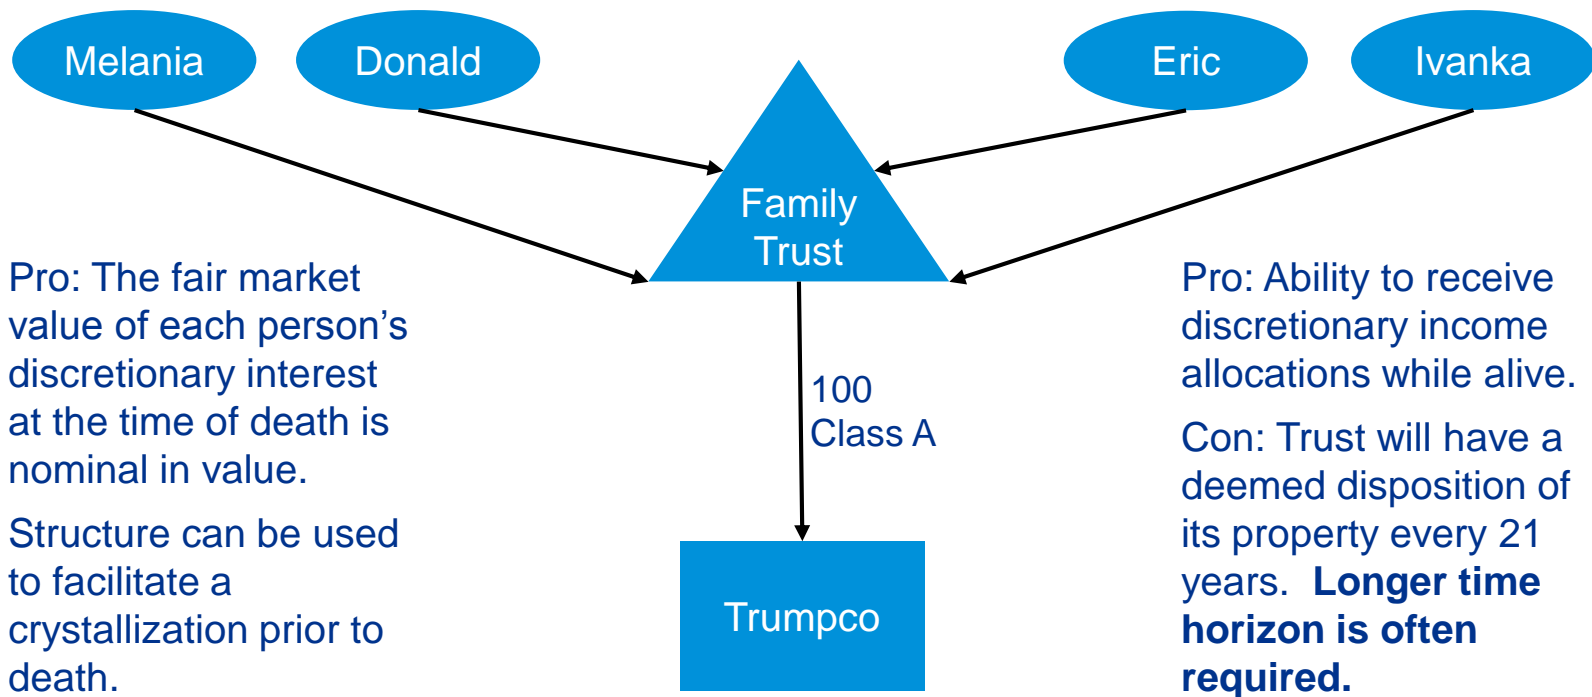 Melania
Donald
Eric
Ivanka
Family
Trust
Pro: The fair market
value of each person’s
discretionary interest
at the time of death is
nominal in value.
Structure can be used
to facilitate a
crystallization prior to
death.
100
Class A
Trumpco
Pro: Ability to receive
discretionary income
allocations while alive.
Con: Trust will have a
deemed disposition of
its property every 21
years.  Longer time
horizon is often
required.